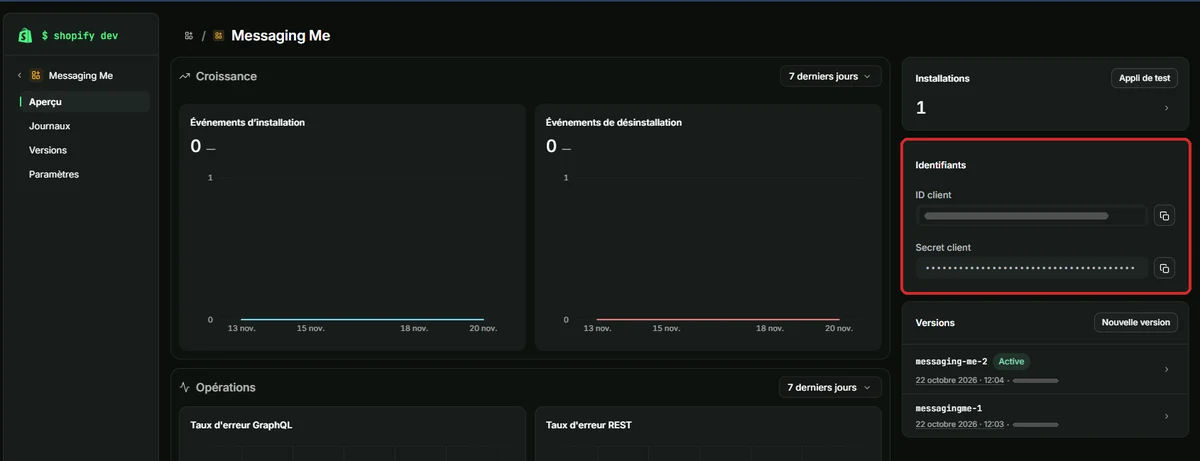 $ shopify dev
Messaging Me
Aperçu
Journaux
Versions
Paramètres
/ Messaging Me
Croissance
7 derniers jours
Événements d'installation
0 —
1
0
13 nov.
15 nov.
18 nov.
20 nov.
Événements de désinstallation
0 —
1
0
13 nov.
15 nov.
18 nov.
20 nov.
Opérations
7 derniers jours
Taux d'erreur GraphQL
Taux d'erreur REST
Installations
Appli de test
1
Identifiants
ID client
Secret client
••••••••••••••••••••••••••••••••••••••
Versions
Nouvelle version
messaging-me-2 Active
22 octobre 2026 · 12:04 ·
messagingme-1
22 octobre 2026 · 12:03 ·